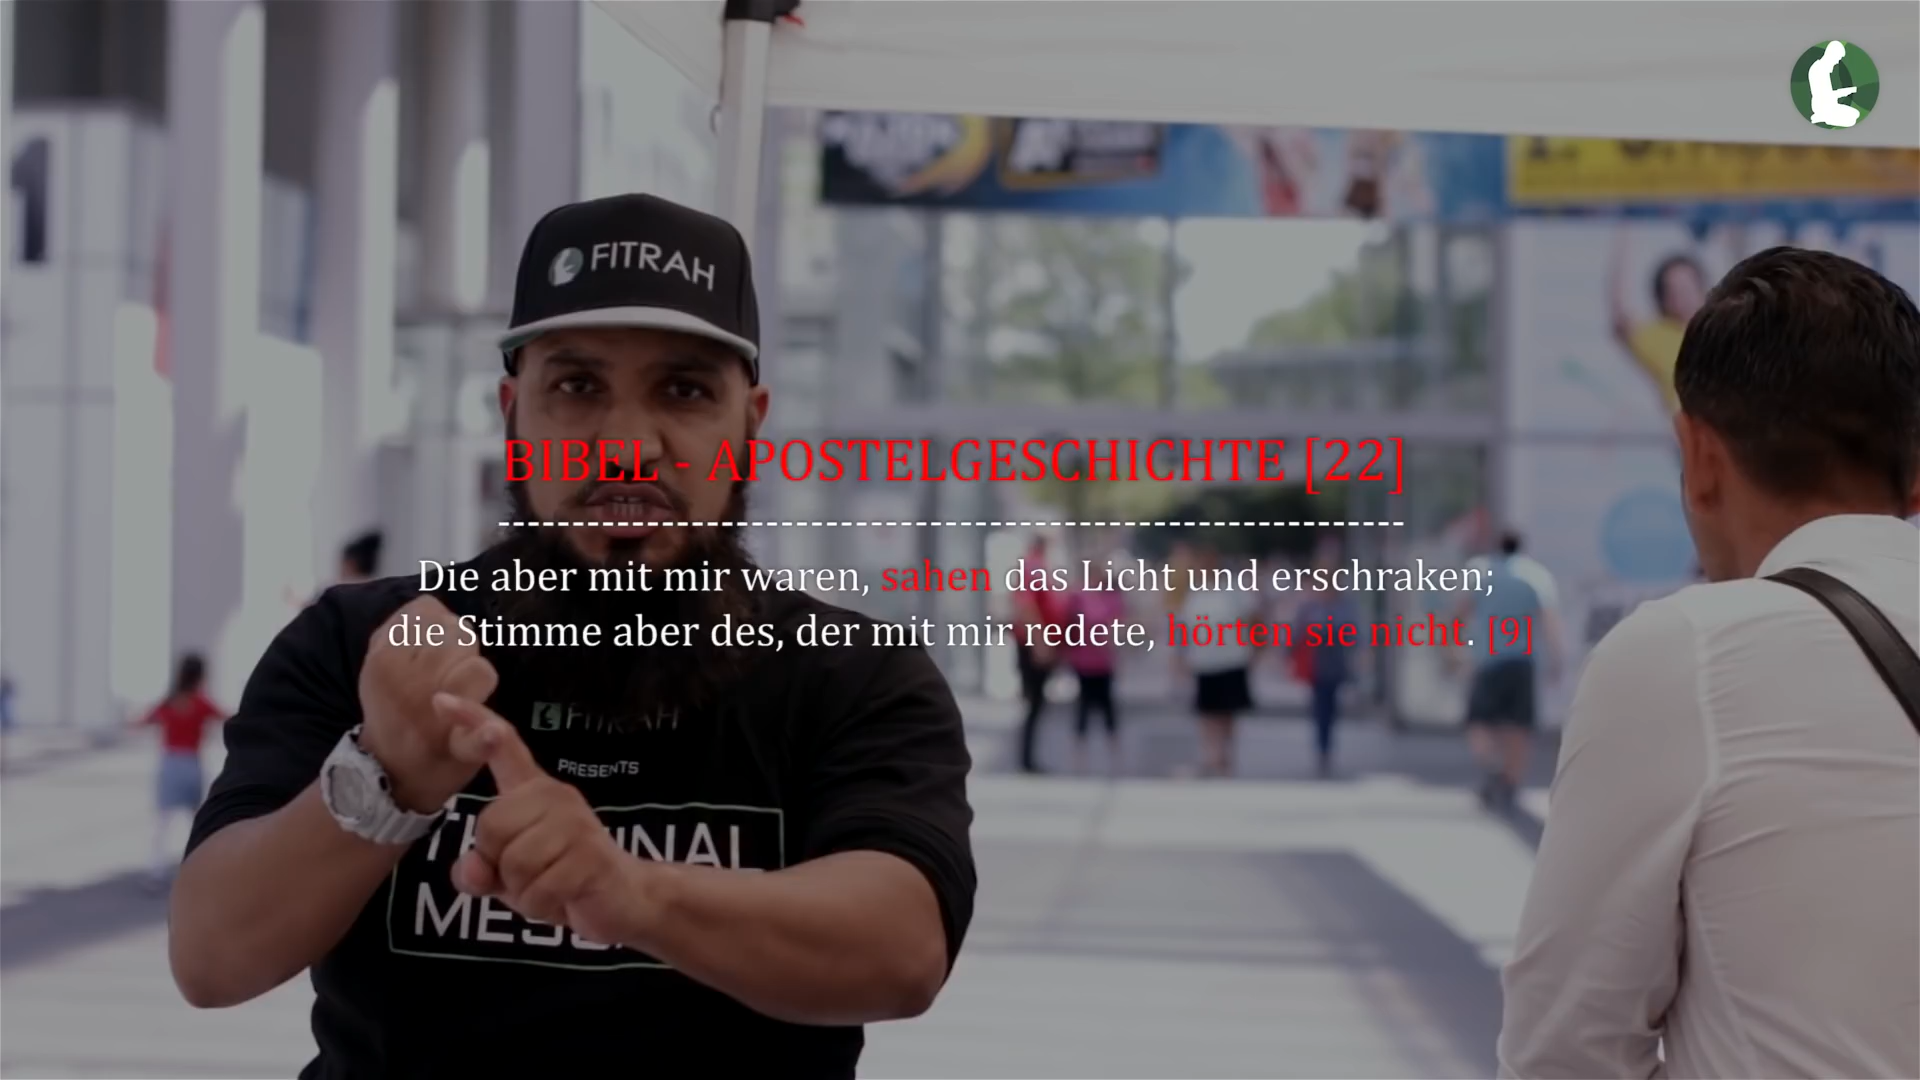 FITRAH
BIBEL - APOSTELGESCHICHTE [22]
Die aber mit mir waren, sahen das Licht und erschraken;
die Stimme aber des, der mit mir redete, hörten sie nicht. [9]
FITRAH
PRESENTS